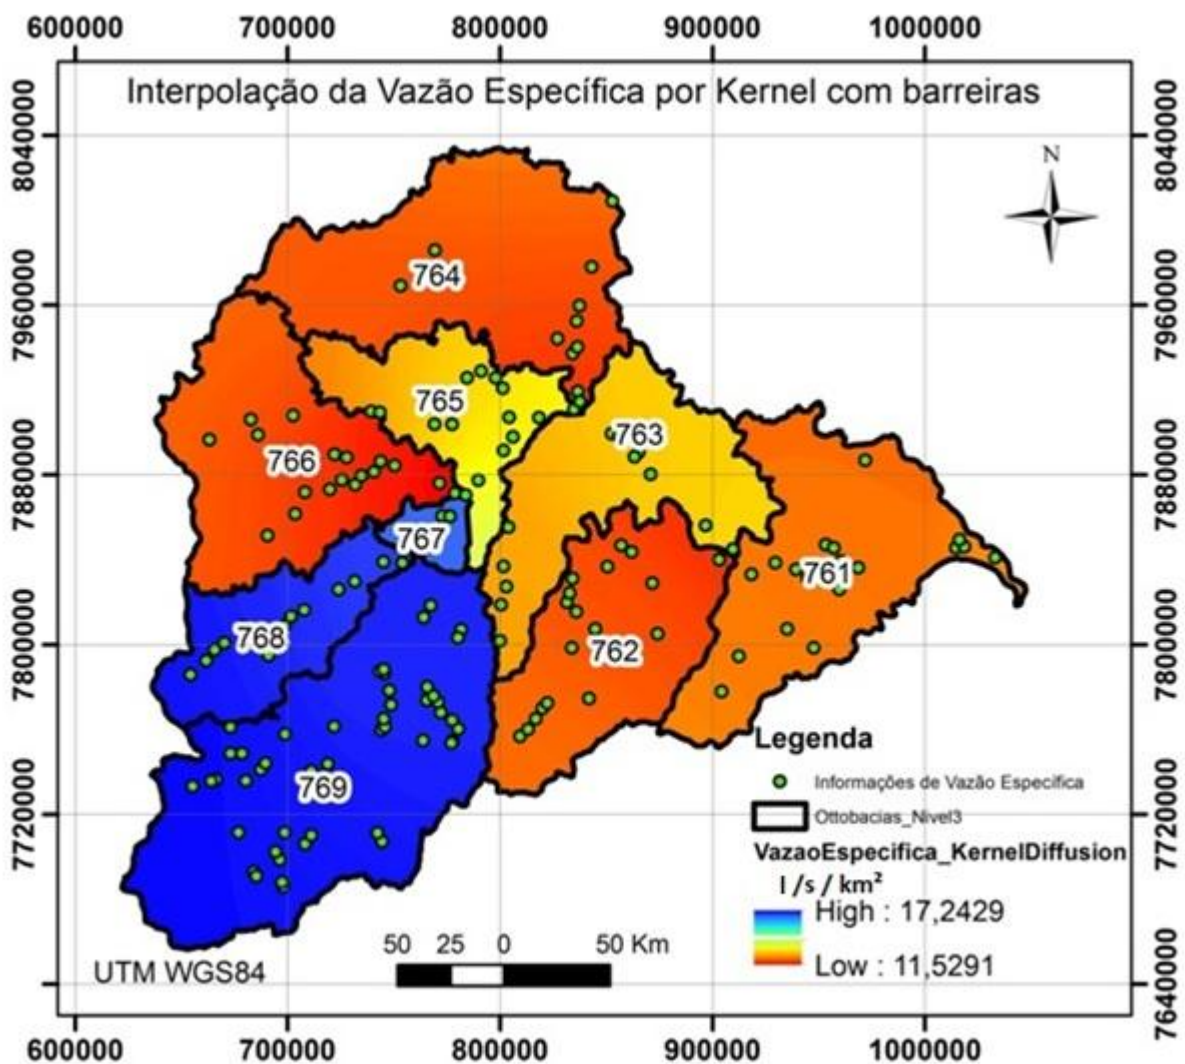 600000 700000 800000 900000 1000000
Interpolação da Vazão Específica por Kernel com barreiras
8040000 8040000
N
764
7960000 7960000
765
763
766
7880000 7880000
767
761
768
762
7800000 7800000
Legenda
Informações de Vazão Específica
769
Ottobacias_Nivel3
7720000 7720000
VazaoEspecifica_KernelDiffusion
l /s / km²
High : 17,2429
50 25 0 50 Km
Low : 11,5291
UTM WGS84
7640000
600000 700000 800000 900000 1000000